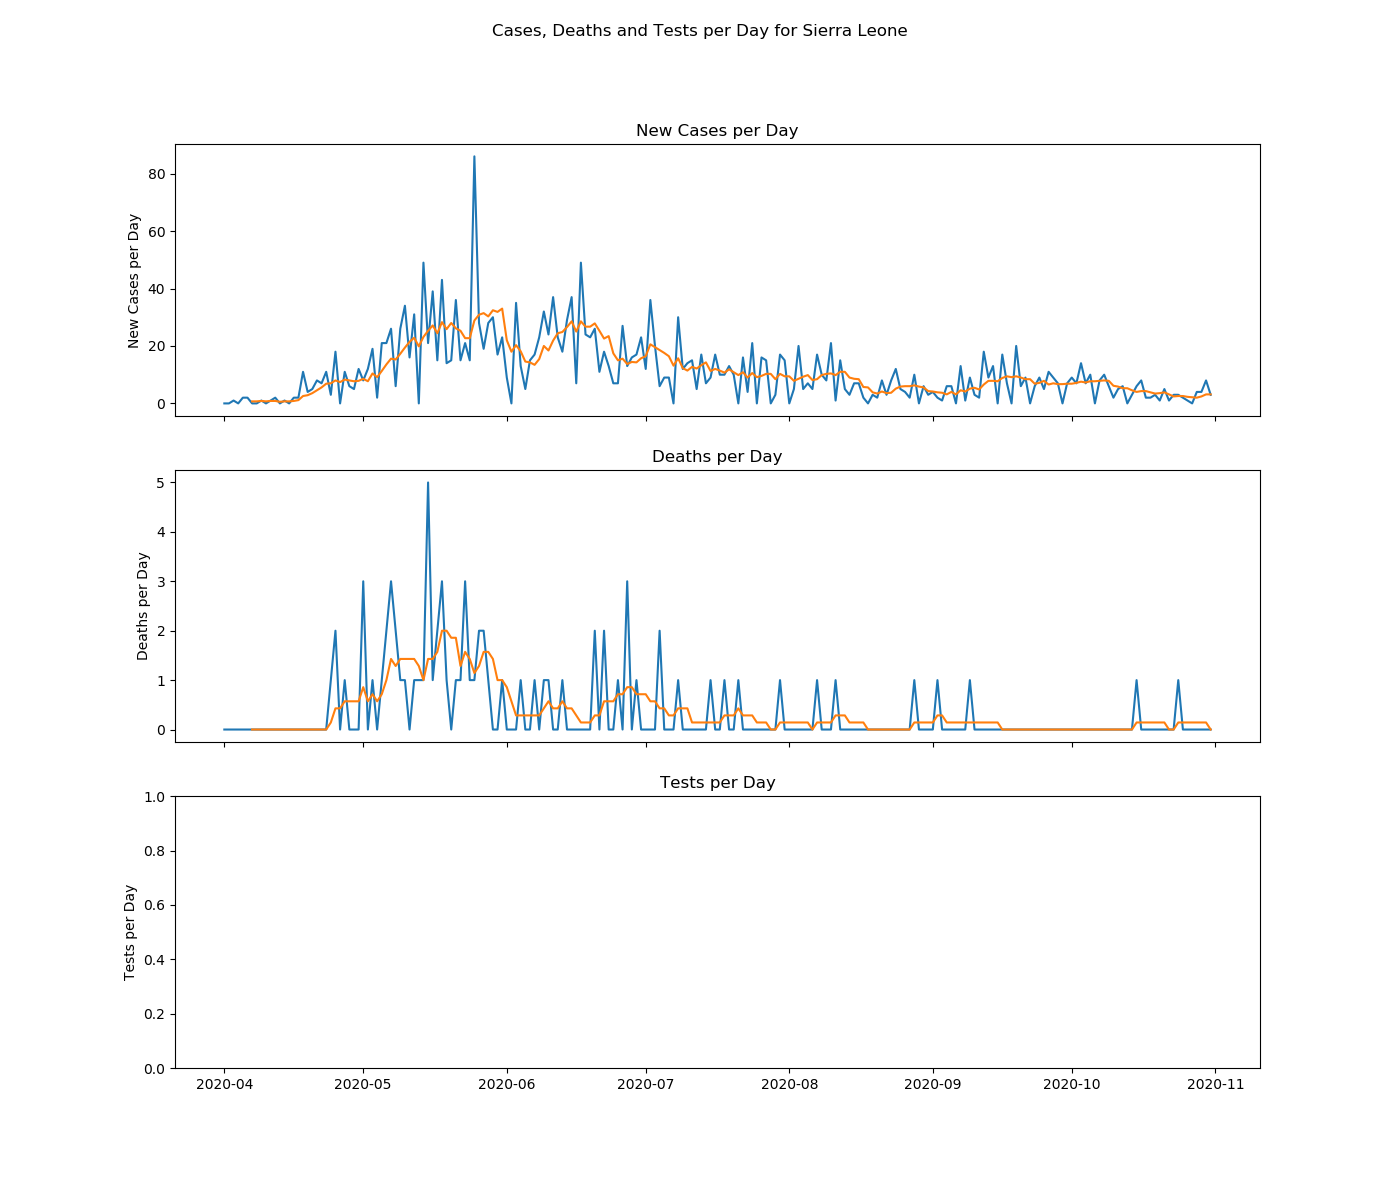 Cases, Deaths and Tests per Day for Sierra Leone
New Cases per Day
New Cases per Day
80
60
40
20
0
Deaths per Day
Deaths per Day
5
4
3
2
1
0
Tests per Day
Tests per Day
1.0
0.8
0.6
0.4
0.2
0.0
2020-04 2020-05 2020-06 2020-07 2020-08 2020-09 2020-10 2020-11